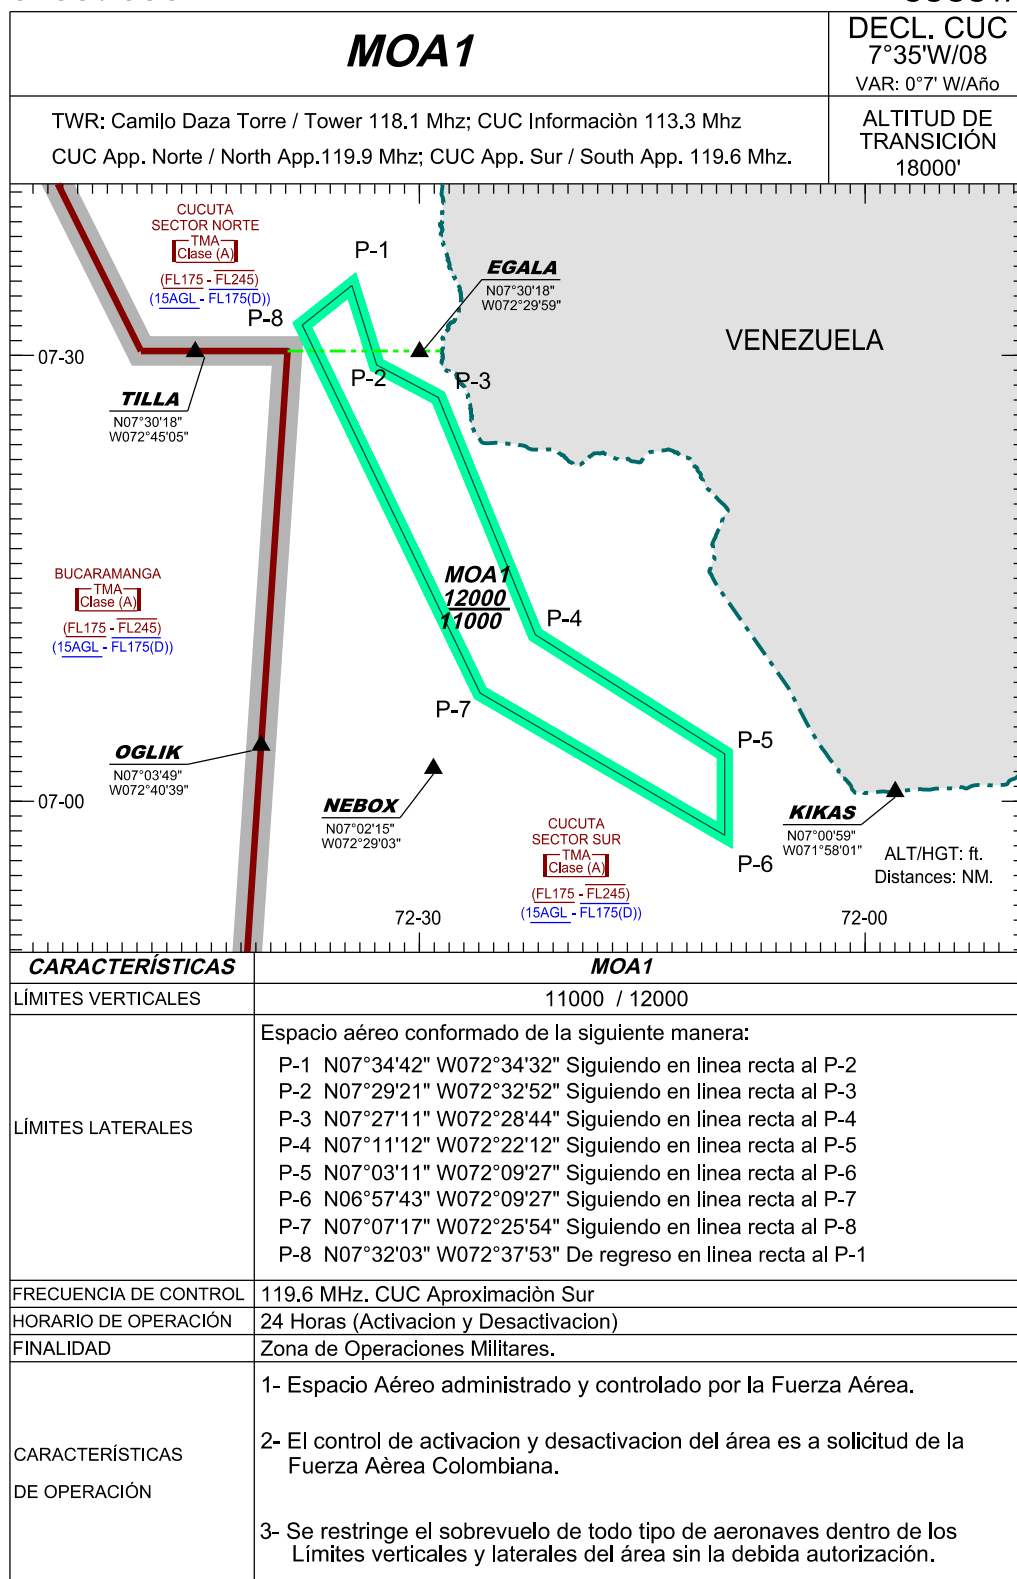 MOA1
DECL. CUC
7°35'W/08
VAR: 0°7' W/Año
TWR: Camilo Daza Torre / Tower 118.1 Mhz; CUC Informaciòn 113.3 Mhz
CUC App. Norte / North App.119.9 Mhz; CUC App. Sur / South App. 119.6 Mhz.
ALTITUD DE
TRANSICIÓN
18000'
CUCUTA
SECTOR NORTE
TMA
Clase (A)
(FL175 - FL245)
(15AGL - FL175(D))
P-1
EGALA
N07°30'18"
W072°29'59"
P-8
VENEZUELA
07-30
P-2
P-3
TILLA
N07°30'18"
W072°45'05"
BUCARAMANGA
TMA
Clase (A)
(FL175 - FL245)
(15AGL - FL175(D))
MOA1
12000
11000
P-4
P-7
P-5
OGLIK
N07°03'49"
W072°40'39"
07-00
NEBOX
N07°02'15"
W072°29'03"
KIKAS
N07°00'59"
W071°58'01"
CUCUTA
SECTOR SUR
TMA
Clase (A)
(FL175 - FL245)
(15AGL - FL175(D))
P-6
ALT/HGT: ft.
Distances: NM.
72-30
72-00
CARACTERÍSTICAS
MOA1
LÍMITES VERTICALES
11000 / 12000
LÍMITES LATERALES
Espacio aéreo conformado de la siguiente manera:
P-1 N07°34'42" W072°34'32" Siguiendo en linea recta al P-2
P-2 N07°29'21" W072°32'52" Siguiendo en linea recta al P-3
P-3 N07°27'11" W072°28'44" Siguiendo en linea recta al P-4
P-4 N07°11'12" W072°22'12" Siguiendo en linea recta al P-5
P-5 N07°03'11" W072°09'27" Siguiendo en linea recta al P-6
P-6 N06°57'43" W072°09'27" Siguiendo en linea recta al P-7
P-7 N07°07'17" W072°25'54" Siguiendo en linea recta al P-8
P-8 N07°32'03" W072°37'53" De regreso en linea recta al P-1
FRECUENCIA DE CONTROL
119.6 MHz. CUC Aproximaciòn Sur
HORARIO DE OPERACIÓN
24 Horas (Activacion y Desactivacion)
FINALIDAD
Zona de Operaciones Militares.
CARACTERÍSTICAS
DE OPERACIÓN
1- Espacio Aéreo administrado y controlado por la Fuerza Aérea.
2- El control de activacion y desactivacion del área es a solicitud de la
Fuerza Aèrea Colombiana.
3- Se restringe el sobrevuelo de todo tipo de aeronaves dentro de los
Límites verticales y laterales del área sin la debida autorización.